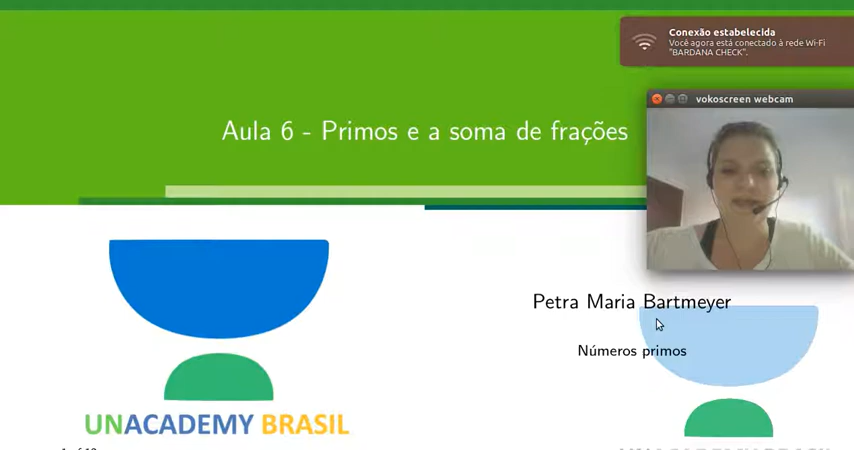 Conexão estabelecida
Você agora está conectado à rede Wi-Fi
"BARDANA CHECK".
vokoscreen webcam
Aula 6 - Primos e a soma de frações
Petra Maria Bartmeyer
Números primos
UNACADEMY BRASIL